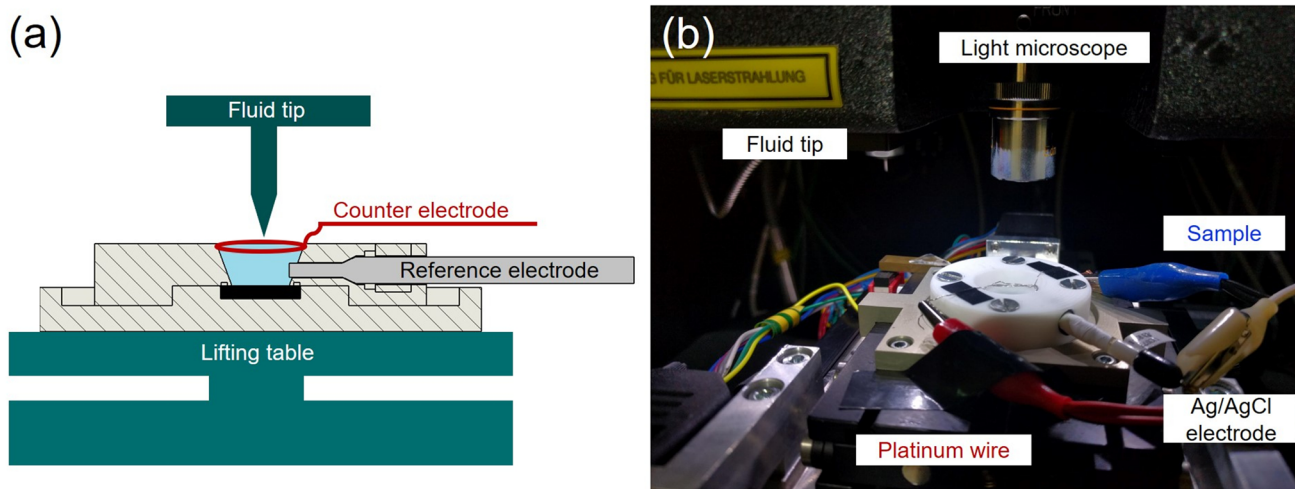 (a)
Fluid tip
Counter electrode
Reference electrode
Lifting table
(b)
Light microscope
G FÜR LASERSTRAHLUNG
Fluid tip
Sample
Ag/AgCl
electrode
Platinum wire